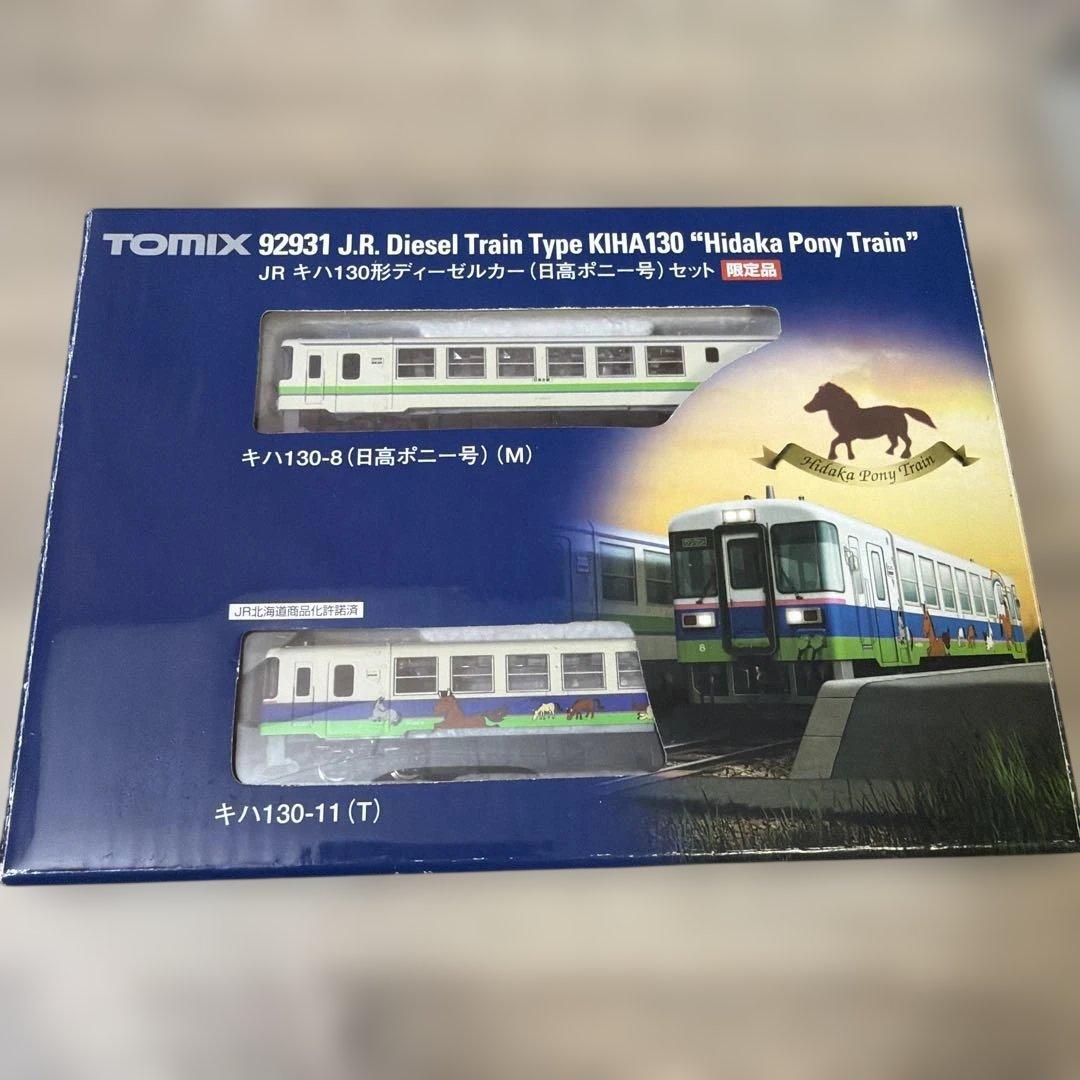 TOMIX 92931 J.R. Diesel Train Type KIHA130 “Hidaka Pony Train”
JR キハ130形ディーゼルカー(日高ポニー号)セット 限定品
キハ130-8(日高ポニー号)(M)
Hidaka Pony Train
8
JR北海道商品化許諾済
キハ130-11(T)